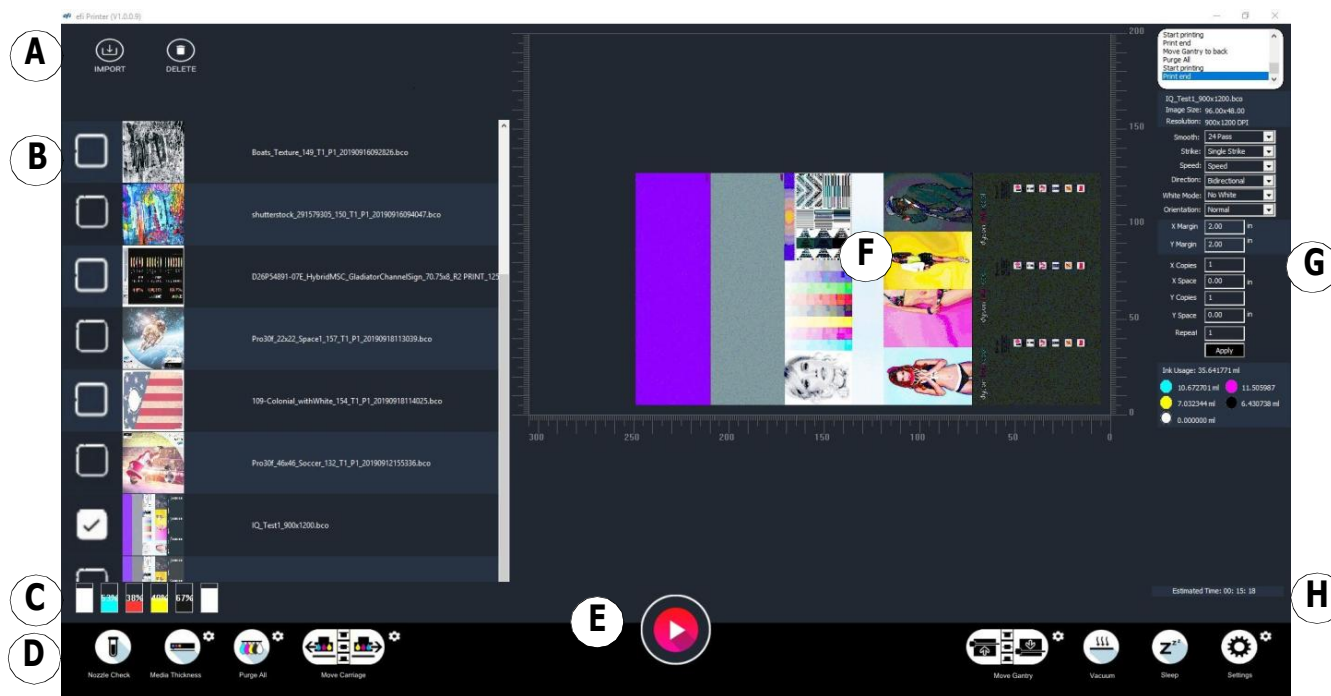 efi Printer (V1.0.0.9)
A
IMPORT
DELETE
B
Boats_Texture_149_T1_P1_20190916092826.bco
shutterstock_291579305_150_T1_P1_20190916094047.bco
D26P54891-07E_HybridMSC_GladiatorChannelSign_70.75x8_R2 PRINT_125
Pro30f_22x22_Space1_157_T1_P1_20190918113039.bco
109-Colonial_withWhite_154_T1_P1_20190918114025.bco
Pro30f_46x46_Soccer_132_T1_P1_20190912155336.bco
IQ_Test1_900x1200.bco
C
53% 38% 49% 67%
D
Nozzle Check
Media Thickness
Purge All
Move Carriage
E
F
200
150
100
50
0
300 250 200 150 100 50 0
Start printing
Print end
Move Gantry to back
Purge All
Start printing
Print end
IQ_Test1_900x1200.bco
Image Size: 96.00x48.00
Resolution: 900x1200 DPI
Smooth: 24 Pass
Strike: Single Strike
Speed: Speed
Direction: Bidirectional
White Mode: No White
Orientation: Normal
X Margin 2.00 in
Y Margin 2.00
G
X Copies 1
X Space 0.00 in
Y Copies 1
Y Space 0.00 in
Repeat 1
Apply
Ink Usage: 35.641771 ml
10.672701 ml 11.505987
7.032344 ml 6.430738 ml
0.000000 ml
Estimated Time: 00: 15: 18
H
Move Gantry
Vacuum
Sleep
Settings